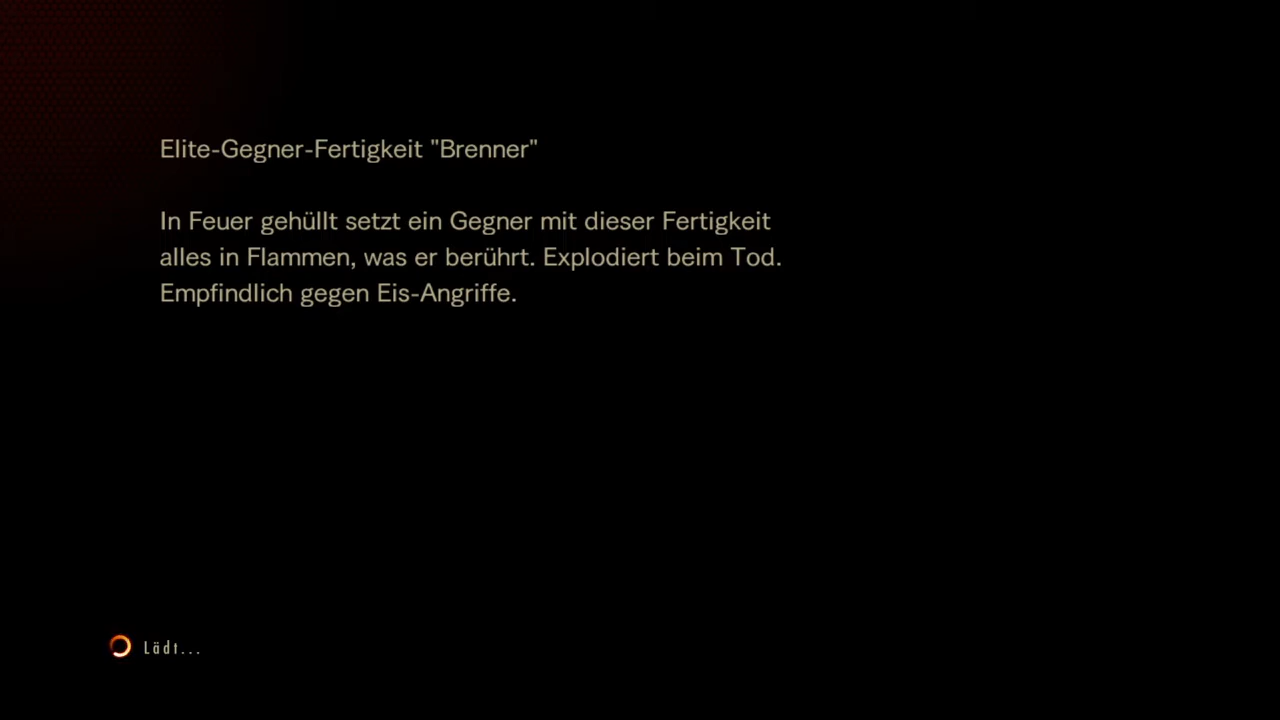 Elite-Gegner-Fertigkeit "Brenner"
In Feuer gehüllt setzt ein Gegner mit dieser Fertigkeit
alles in Flammen, was er berührt. Explodiert beim Tod.
Empfindlich gegen Eis-Angriffe.
Lädt...